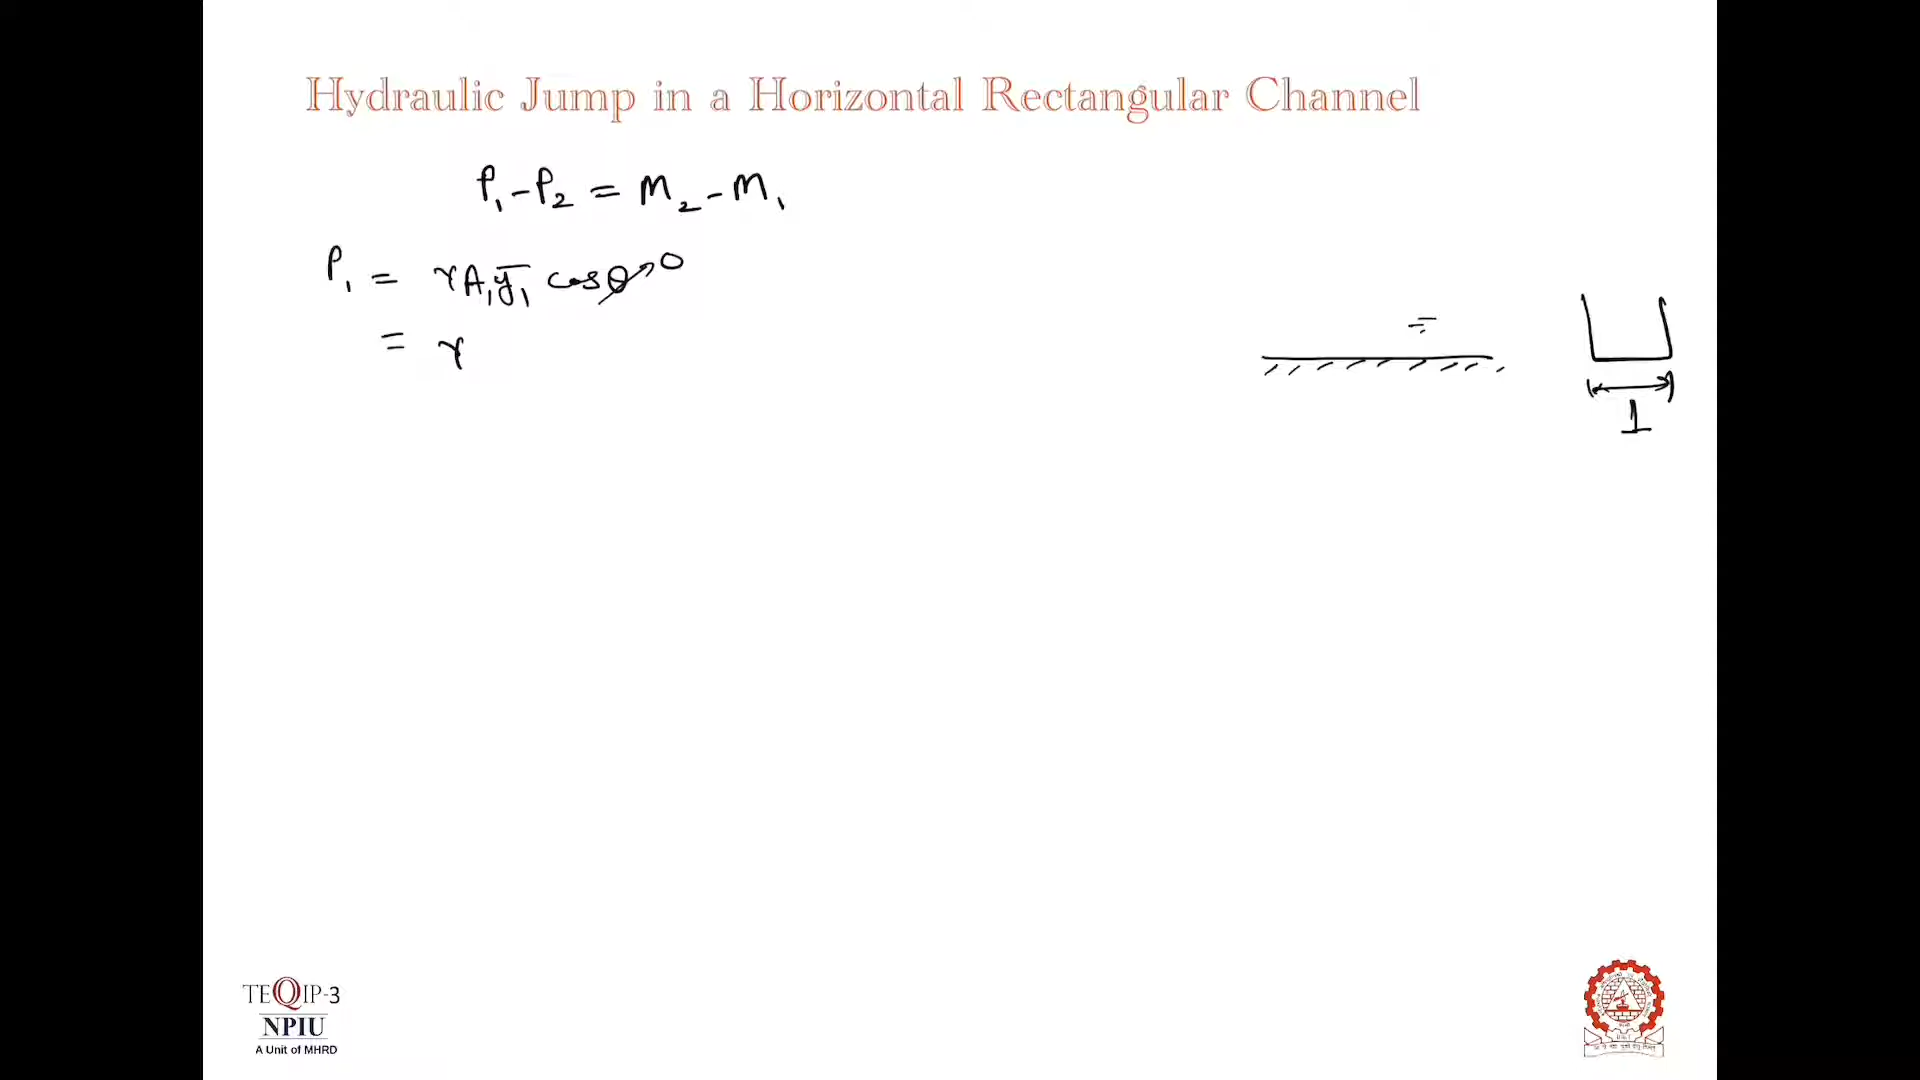 Hydraulic Jump in a Horizontal Rectangular Channel
P₁ - P₂ = M₂ - M₁
P₁ = γA₁ȳ₁ cosθ 0
= γ
1
TEQIP-3
NPIU
A Unit of MHRD